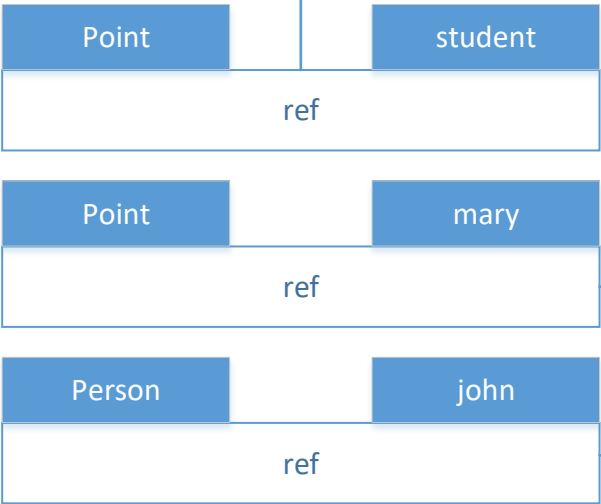 Point student
ref
Point mary
ref
Person john
ref